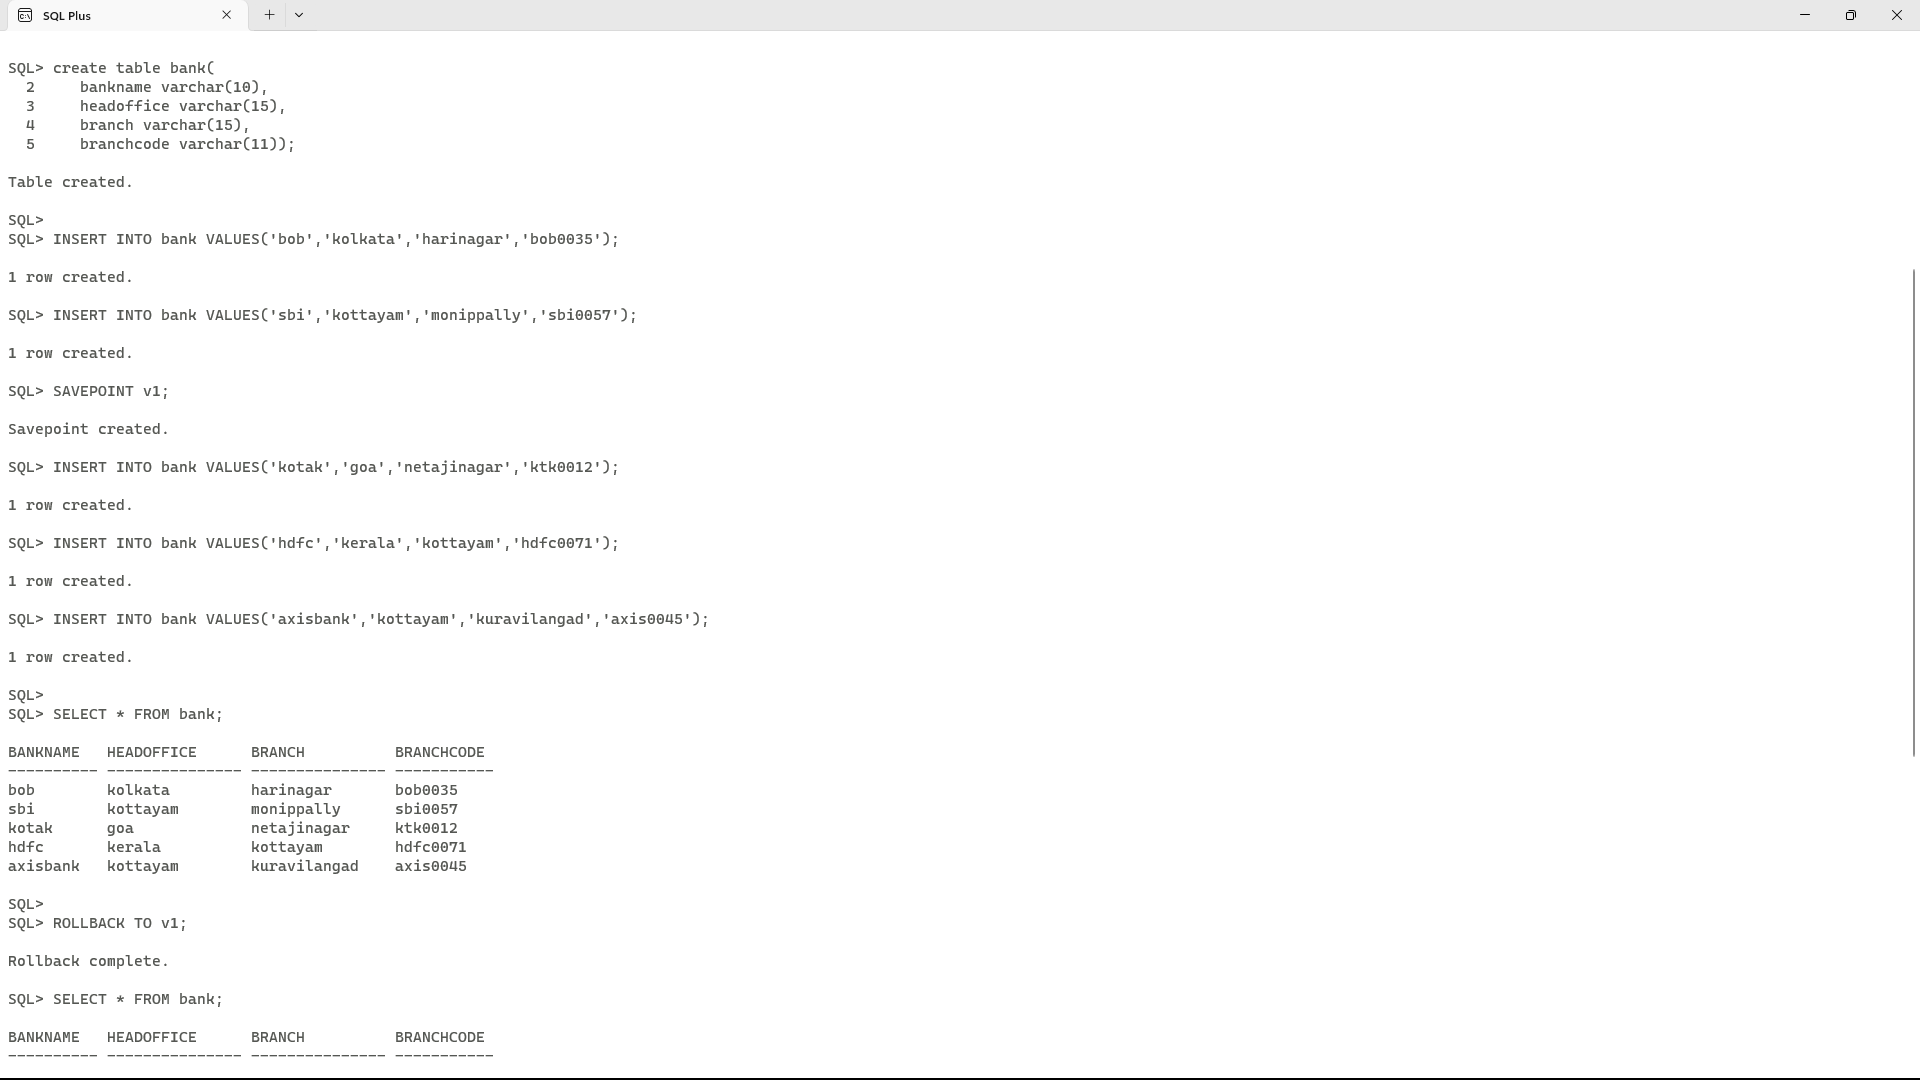 SQL Plus
SQL> create table bank(
  2     bankname varchar(10),
  3     headoffice varchar(15),
  4     branch varchar(15),
  5     branchcode varchar(11));
Table created.
SQL>
SQL> INSERT INTO bank VALUES('bob','kolkata','harinagar','bob0035');
1 row created.
SQL> INSERT INTO bank VALUES('sbi','kottayam','monippally','sbi0057');
1 row created.
SQL> SAVEPOINT v1;
Savepoint created.
SQL> INSERT INTO bank VALUES('kotak','goa','netajinagar','ktk0012');
1 row created.
SQL> INSERT INTO bank VALUES('hdfc','kerala','kottayam','hdfc0071');
1 row created.
SQL> INSERT INTO bank VALUES('axisbank','kottayam','kuravilangad','axis0045');
1 row created.
SQL>
SQL> SELECT * FROM bank;
BANKNAME   HEADOFFICE      BRANCH          BRANCHCODE
---------- --------------- --------------- -----------
bob        kolkata         harinagar       bob0035
sbi        kottayam        monippally      sbi0057
kotak      goa             netajinagar     ktk0012
hdfc       kerala          kottayam        hdfc0071
axisbank   kottayam        kuravilangad    axis0045
SQL>
SQL> ROLLBACK TO v1;
Rollback complete.
SQL> SELECT * FROM bank;
BANKNAME   HEADOFFICE      BRANCH          BRANCHCODE
---------- --------------- --------------- -----------